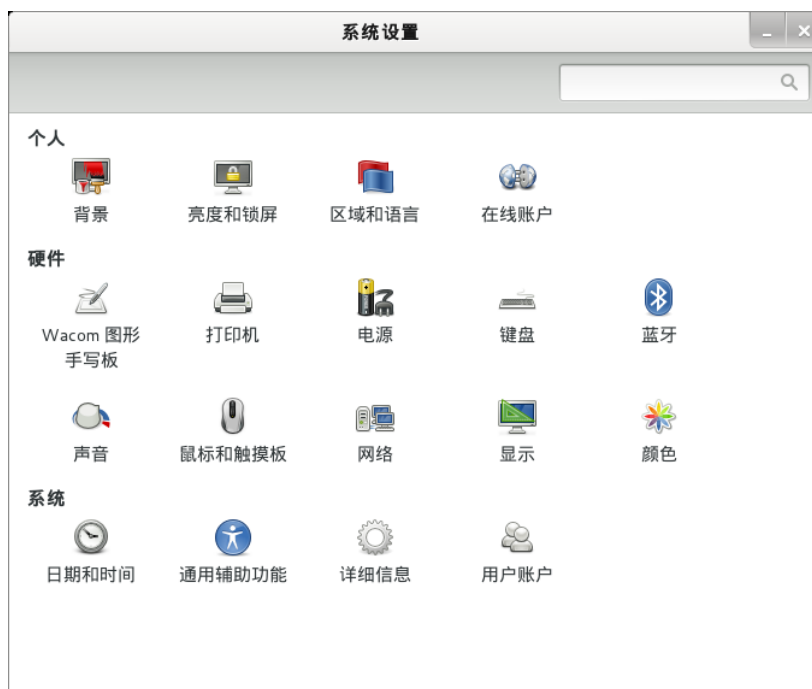 系统设置
个人
背景
亮度和锁屏
区域和语言
在线账户
硬件
Wacom 图形
手写板
打印机
电源
键盘
蓝牙
声音
鼠标和触摸板
网络
显示
颜色
系统
日期和时间
通用辅助功能
详细信息
用户账户